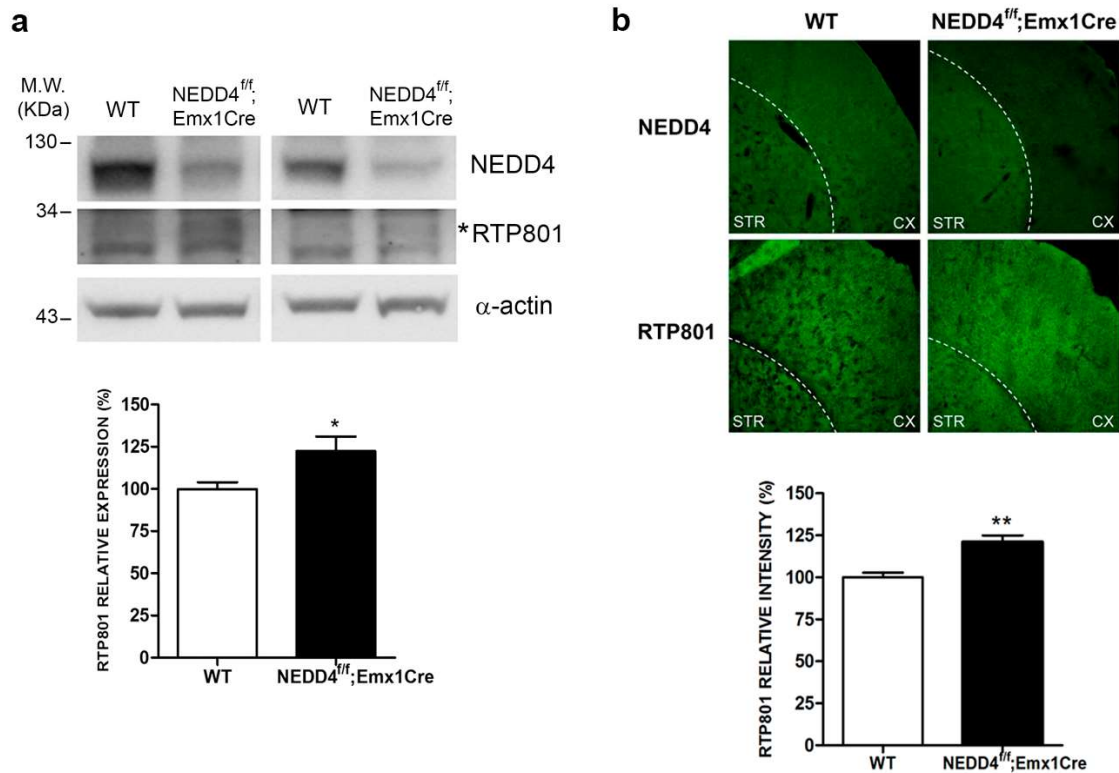 a
M.W.
(KDa)
WT
NEDD4f/f;
Emx1Cre
WT
NEDD4f/f;
Emx1Cre
130
NEDD4
34
*RTP801
43
α-actin
RTP801 RELATIVE EXPRESSION (%)
150
125
100
75
50
25
0
*
WT
NEDD4f/f;Emx1Cre
b
WT
NEDD4f/f;Emx1Cre
NEDD4
STR
CX
STR
CX
RTP801
STR
CX
STR
CX
RTP801 RELATIVE INTENSITY (%)
150
125
100
75
50
25
0
**
WT
NEDD4f/f;Emx1Cre